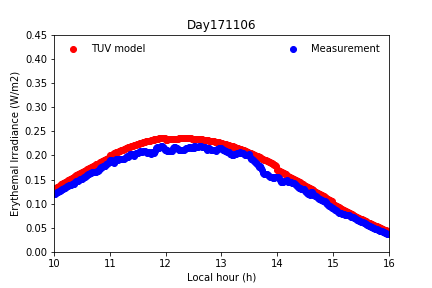 Day171106
TUV model
Measurement
Erythemal Irradiance (W/m2)
0.45
0.40
0.35
0.30
0.25
0.20
0.15
0.10
0.05
0.00
10 11 12 13 14 15 16
Local hour (h)